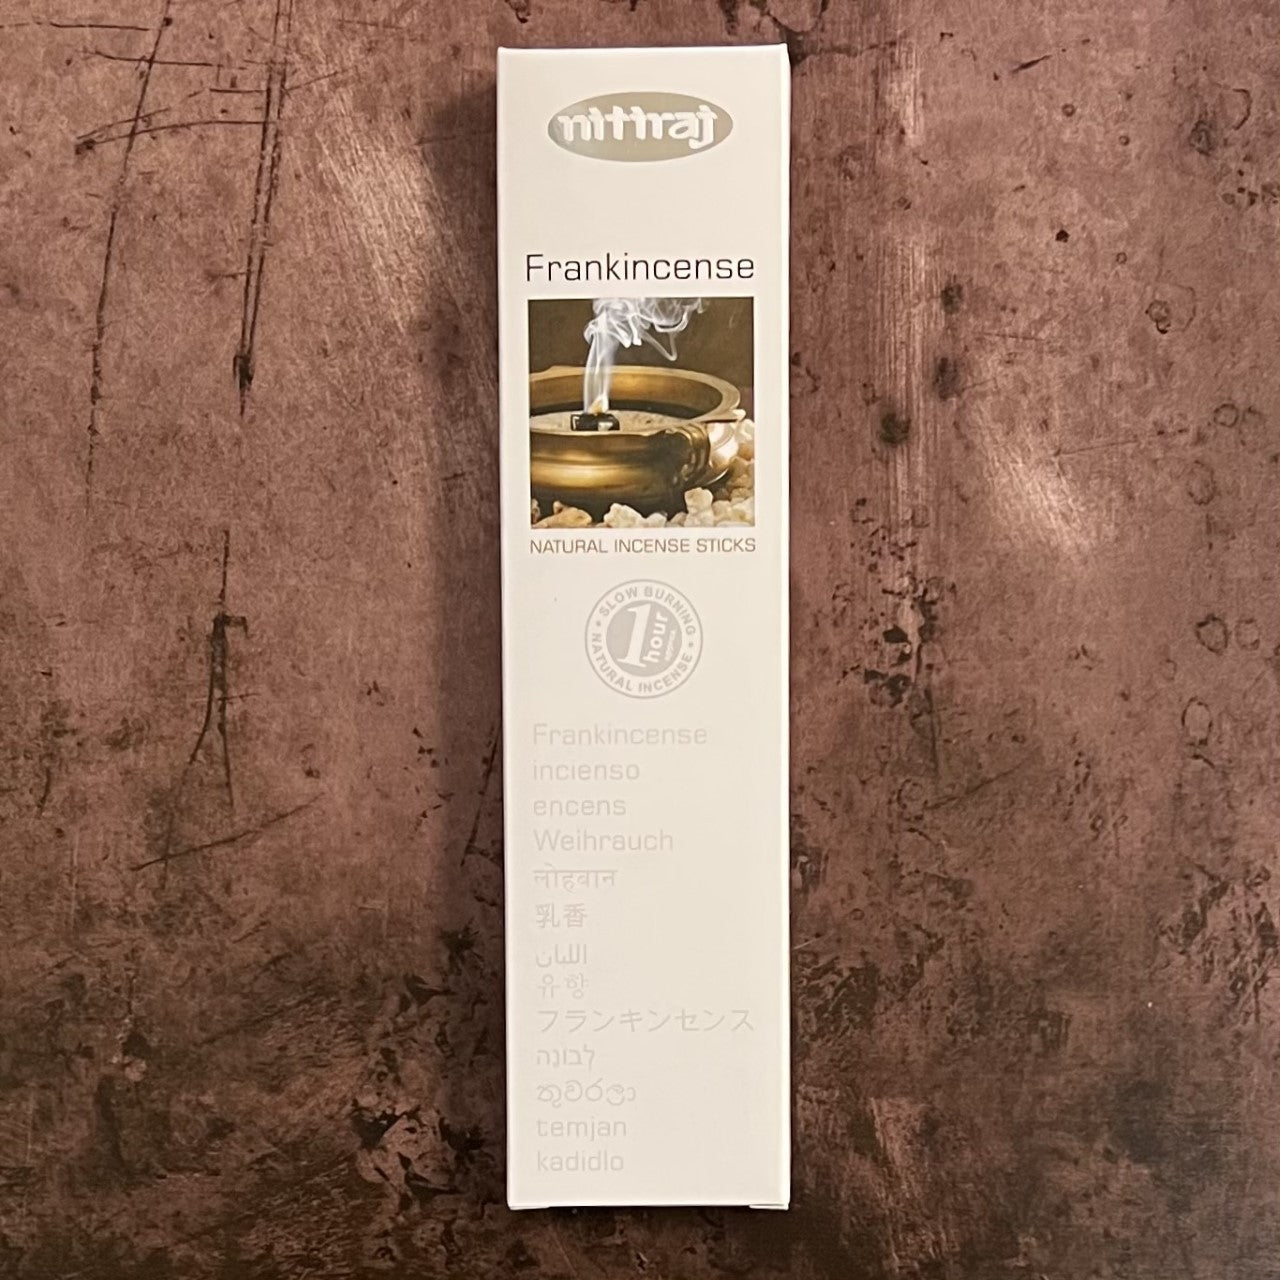 nitiraj
Frankincense
NATURAL INCENSE STICKS
SLOW BURNING
1 hour
NATURAL INCENSE
Frankincense
incienso
encens
Weihrauch
लोहबान
乳香
اللبان
유향
フランキンセンス
לבונה
තුවරලා
temjan
kadidlo